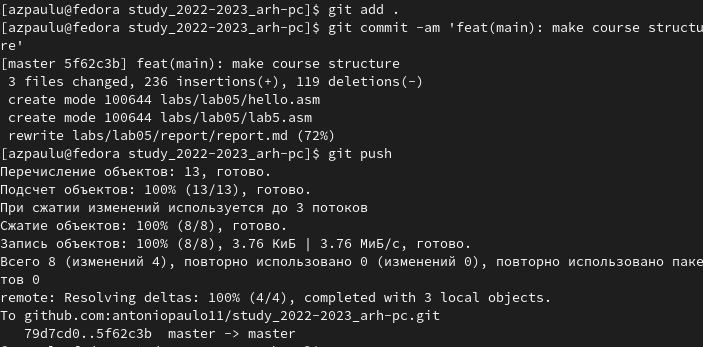 [azpaulu@fedora study_2022-2023_arh-pc]$ git add .
[azpaulu@fedora study_2022-2023_arh-pc]$ git commit -am 'feat(main): make course structu
re'
[master 5f62c3b] feat(main): make course structure
 3 files changed, 236 insertions(+), 119 deletions(-)
 create mode 100644 labs/lab05/hello.asm
 create mode 100644 labs/lab05/lab5.asm
 rewrite labs/lab05/report/report.md (72%)
[azpaulu@fedora study_2022-2023_arh-pc]$ git push
Перечисление объектов: 13, готово.
Подсчет объектов: 100% (13/13), готово.
При сжатии изменений используется до 3 потоков
Сжатие объектов: 100% (8/8), готово.
Запись объектов: 100% (8/8), 3.76 КиБ | 3.76 МиБ/с, готово.
Всего 8 (изменений 4), повторно использовано 0 (изменений 0), повторно использовано паке
тов 0
remote: Resolving deltas: 100% (4/4), completed with 3 local objects.
To github.com:antoniopaulo11/study_2022-2023_arh-pc.git
   79d7cd0..5f62c3b  master -> master